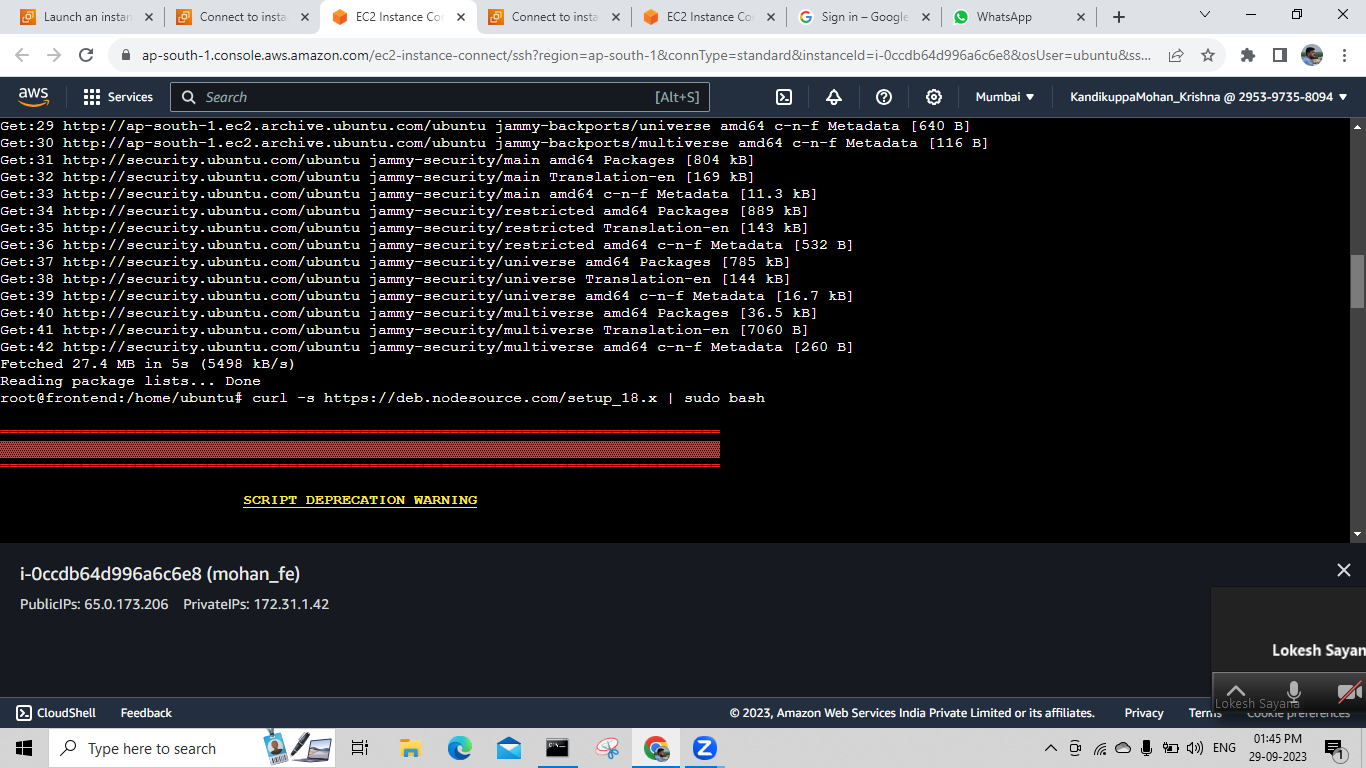 Launch an instan
Connect to insta
EC2 Instance Co
Connect to insta
EC2 Instance Co
Sign in – Google
WhatsApp
ap-south-1.console.aws.amazon.com/ec2-instance-connect/ssh?region=ap-south-1&connType=standard&instanceId=i-0ccdb64d996a6c6e8&osUser=ubuntu&ss...
aws
Services
Search
[Alt+S]
Mumbai
KandikuppaMohan_Krishna @ 2953-9735-8094
Get:29 http://ap-south-1.ec2.archive.ubuntu.com/ubuntu jammy-backports/universe amd64 c-n-f Metadata [640 B]
Get:30 http://ap-south-1.ec2.archive.ubuntu.com/ubuntu jammy-backports/multiverse amd64 c-n-f Metadata [116 B]
Get:31 http://security.ubuntu.com/ubuntu jammy-security/main amd64 Packages [804 kB]
Get:32 http://security.ubuntu.com/ubuntu jammy-security/main Translation-en [169 kB]
Get:33 http://security.ubuntu.com/ubuntu jammy-security/main amd64 c-n-f Metadata [11.3 kB]
Get:34 http://security.ubuntu.com/ubuntu jammy-security/restricted amd64 Packages [889 kB]
Get:35 http://security.ubuntu.com/ubuntu jammy-security/restricted Translation-en [143 kB]
Get:36 http://security.ubuntu.com/ubuntu jammy-security/restricted amd64 c-n-f Metadata [532 B]
Get:37 http://security.ubuntu.com/ubuntu jammy-security/universe amd64 Packages [785 kB]
Get:38 http://security.ubuntu.com/ubuntu jammy-security/universe Translation-en [144 kB]
Get:39 http://security.ubuntu.com/ubuntu jammy-security/universe amd64 c-n-f Metadata [16.7 kB]
Get:40 http://security.ubuntu.com/ubuntu jammy-security/multiverse amd64 Packages [36.5 kB]
Get:41 http://security.ubuntu.com/ubuntu jammy-security/multiverse Translation-en [7060 B]
Get:42 http://security.ubuntu.com/ubuntu jammy-security/multiverse amd64 c-n-f Metadata [260 B]
Fetched 27.4 MB in 5s (5498 kB/s)
Reading package lists... Done
root@frontend:/home/ubuntu# curl -s https://deb.nodesource.com/setup_18.x | sudo bash
SCRIPT DEPRECATION WARNING
i-0ccdb64d996a6c6e8 (mohan_fe)
PublicIPs: 65.0.173.206 PrivateIPs: 172.31.1.42
Lokesh Sayan
Lokesh Sayana
CloudShell
Feedback
© 2023, Amazon Web Services India Private Limited or its affiliates.
Privacy
Terms
Cookie preferences
Type here to search
ENG
01:45 PM
29-09-2023
1